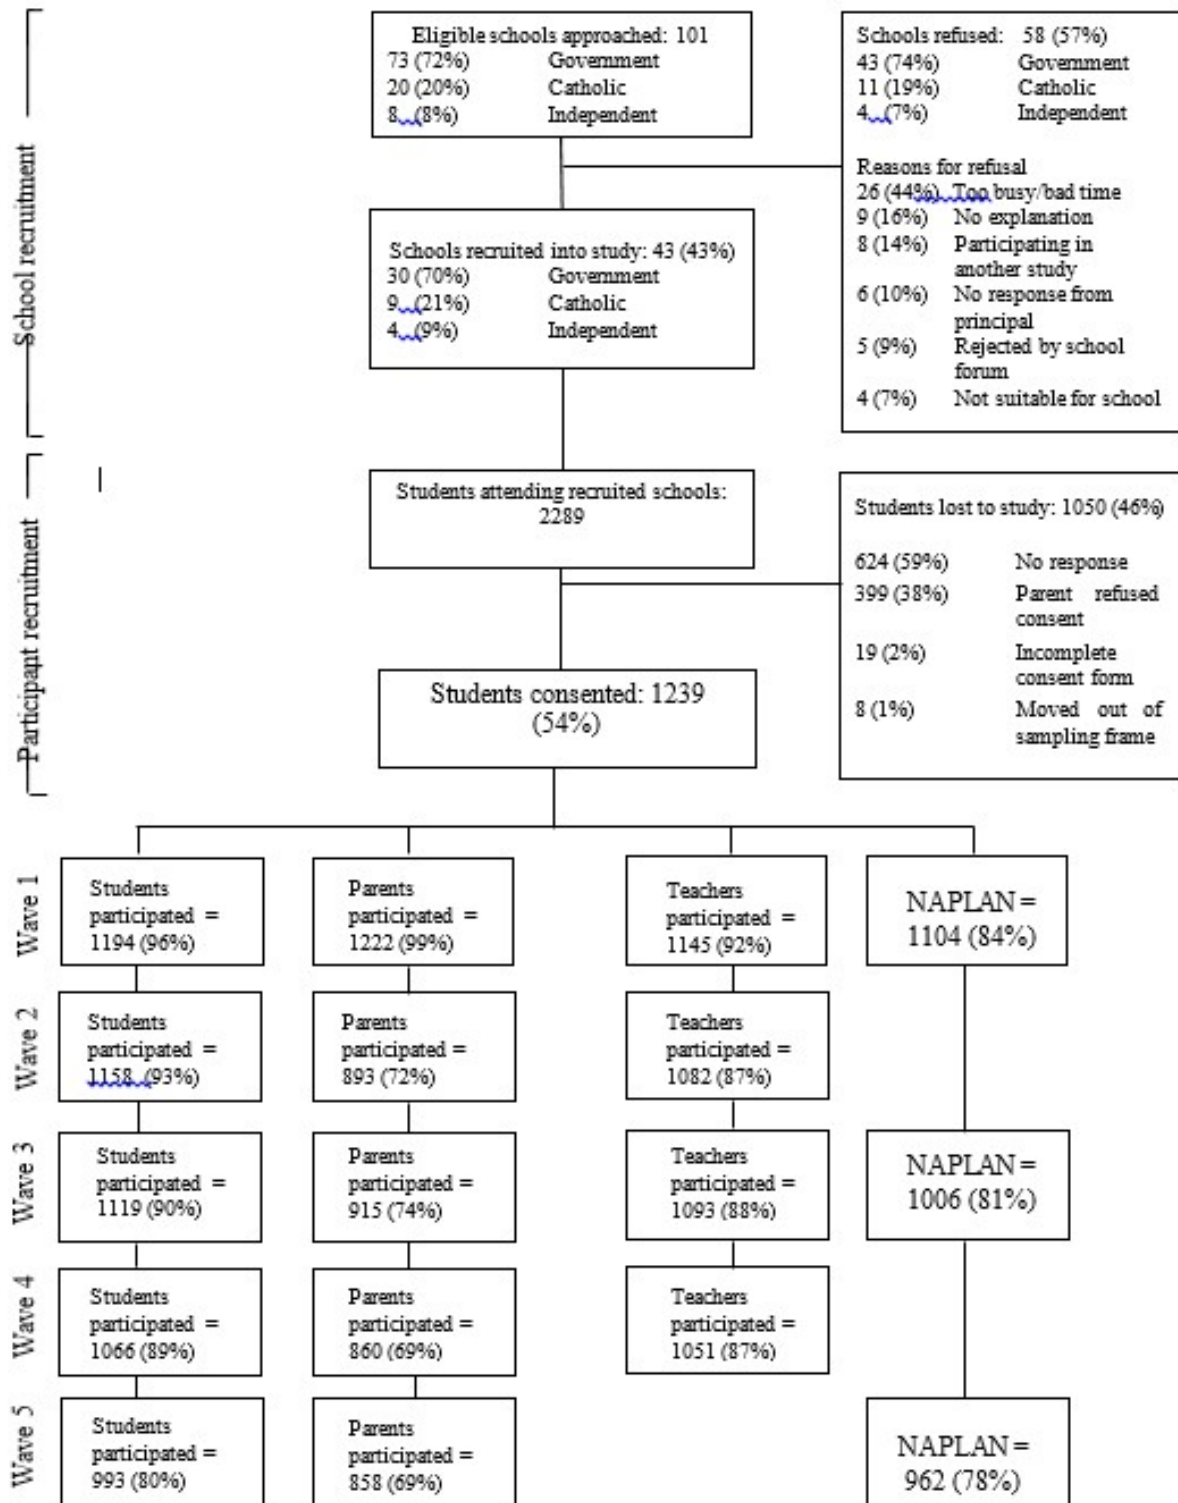 School recruitment
Eligible schools approached: 101
73 (72%) Government
20 (20%) Catholic
8 (8%) Independent
Schools refused: 58 (57%)
43 (74%) Government
11 (19%) Catholic
4 (7%) Independent
Reasons for refusal
26 (44%) Too busy/bad time
9 (16%) No explanation
8 (14%) Participating in
another study
6 (10%) No response from
principal
5 (9%) Rejected by school
forum
4 (7%) Not suitable for school
Schools recruited into study: 43 (43%)
30 (70%) Government
9 (21%) Catholic
4 (9%) Independent
Participant recruitment
Students attending recruited schools:
2289
Students lost to study: 1050 (46%)
624 (59%) No response
399 (38%) Parent refused
consent
19 (2%) Incomplete
consent form
8 (1%) Moved out of
sampling frame
Students consented: 1239
(54%)
Wave 1
Students
participated =
1194 (96%)
Parents
participated =
1222 (99%)
Teachers
participated =
1145 (92%)
NAPLAN =
1104 (84%)
Wave 2
Students
participated =
1158 (93%)
Parents
participated =
893 (72%)
Teachers
participated =
1082 (87%)
Wave 3
Students
participated =
1119 (90%)
Parents
participated =
915 (74%)
Teachers
participated =
1093 (88%)
NAPLAN =
1006 (81%)
Wave 4
Students
participated =
1066 (89%)
Parents
participated =
860 (69%)
Teachers
participated =
1051 (87%)
Wave 5
Students
participated =
993 (80%)
Parents
participated =
858 (69%)
NAPLAN =
962 (78%)